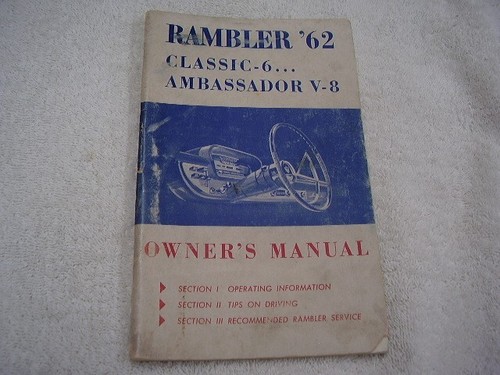 RAMBLER '62
CLASSIC-6...
AMBASSADOR V-8
OWNER'S MANUAL
SECTION I OPERATING INFORMATION
SECTION II TIPS ON DRIVING
SECTION III RECOMMENDED RAMBLER SERVICE